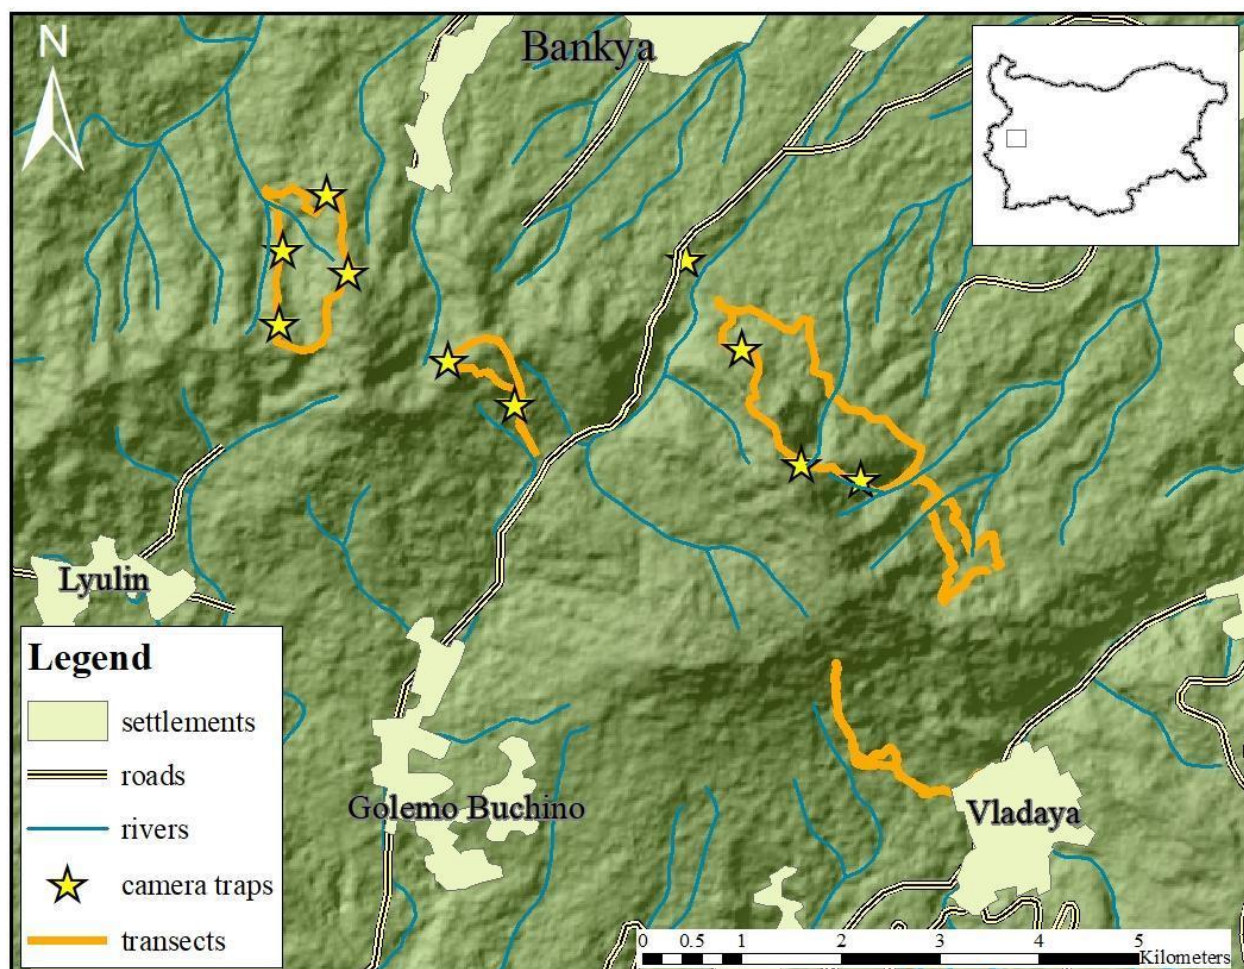 N
Bankya
Lyulin
Golemo Buchino
Vladaya
Legend
settlements
roads
rivers
camera traps
transects
0 0.5 1 2 3 4 5
Kilometers